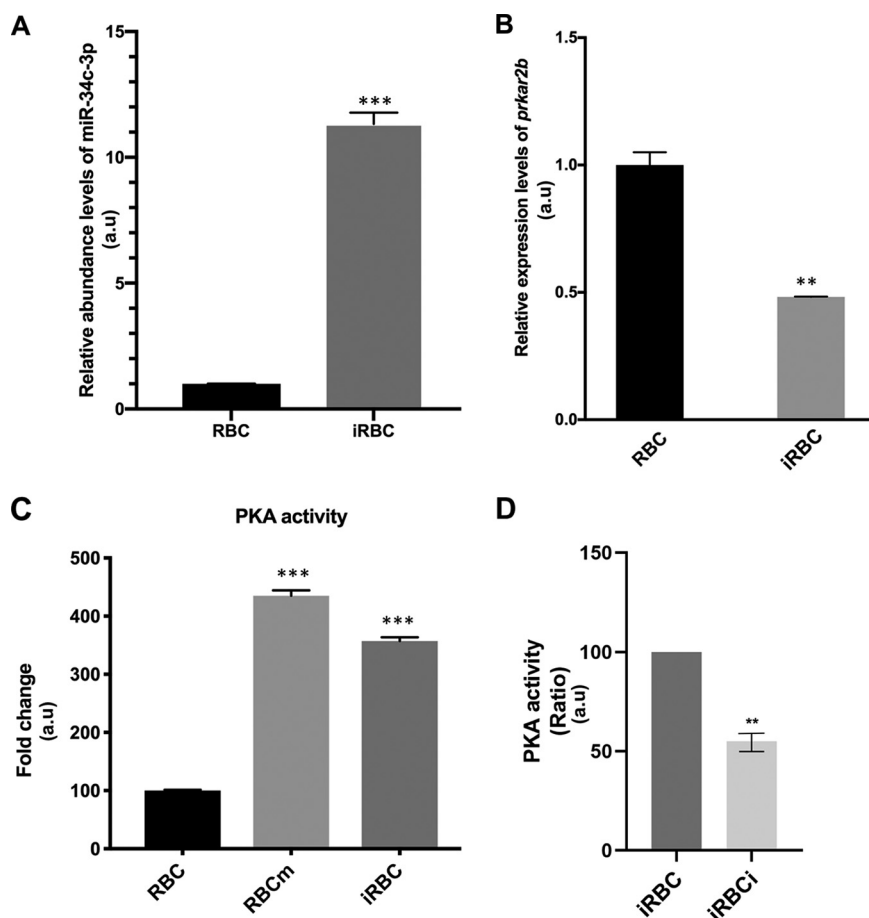 A
Relative abundance levels of miR-34c-3p
(a.u)
15
10
5
0
***
RBC
iRBC
B
Relative expression levels of prkar2b
(a.u)
1.5
1.0
0.5
0.0
**
RBC
iRBC
C
PKA activity
Fold change
(a.u)
500
400
300
200
100
0
***
***
RBC
RBCm
iRBC
D
PKA activity
(Ratio)
(a.u)
150
100
50
0
**
iRBC
iRBCi